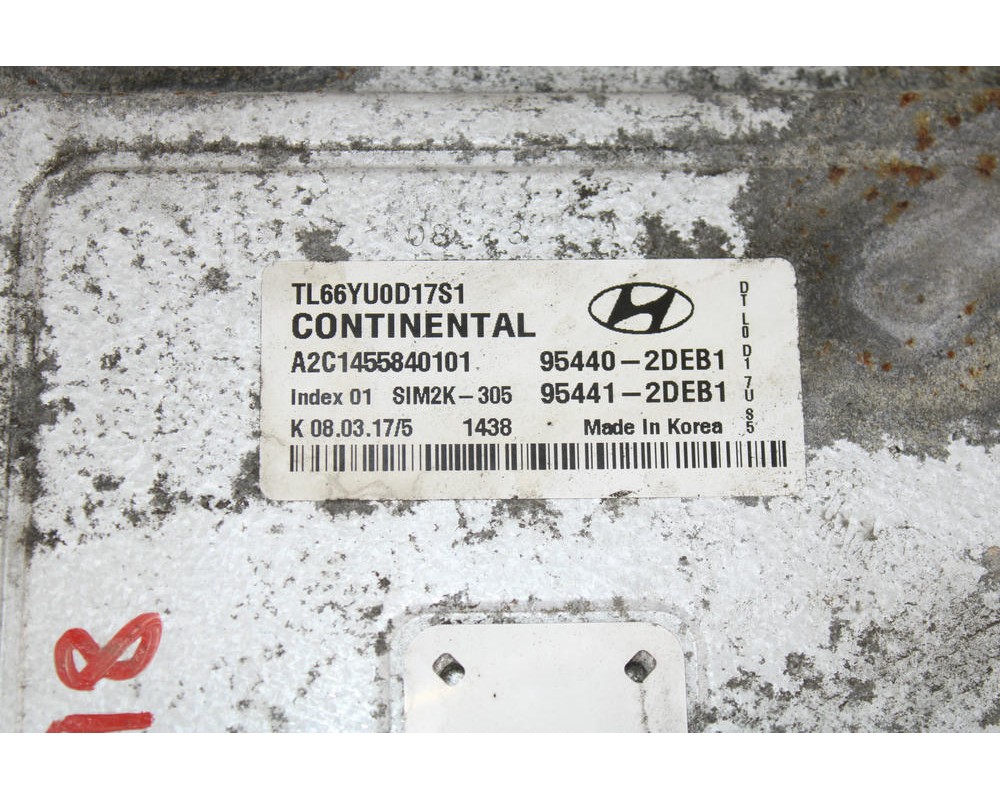 TL66YU0D17S1
CONTINENTAL
A2C1455840101 95440-2DEB1
Index 01 SIM2K-305 95441-2DEB1
K 08.03.17/5 1438 Made In Korea
DTL0D17US5
18